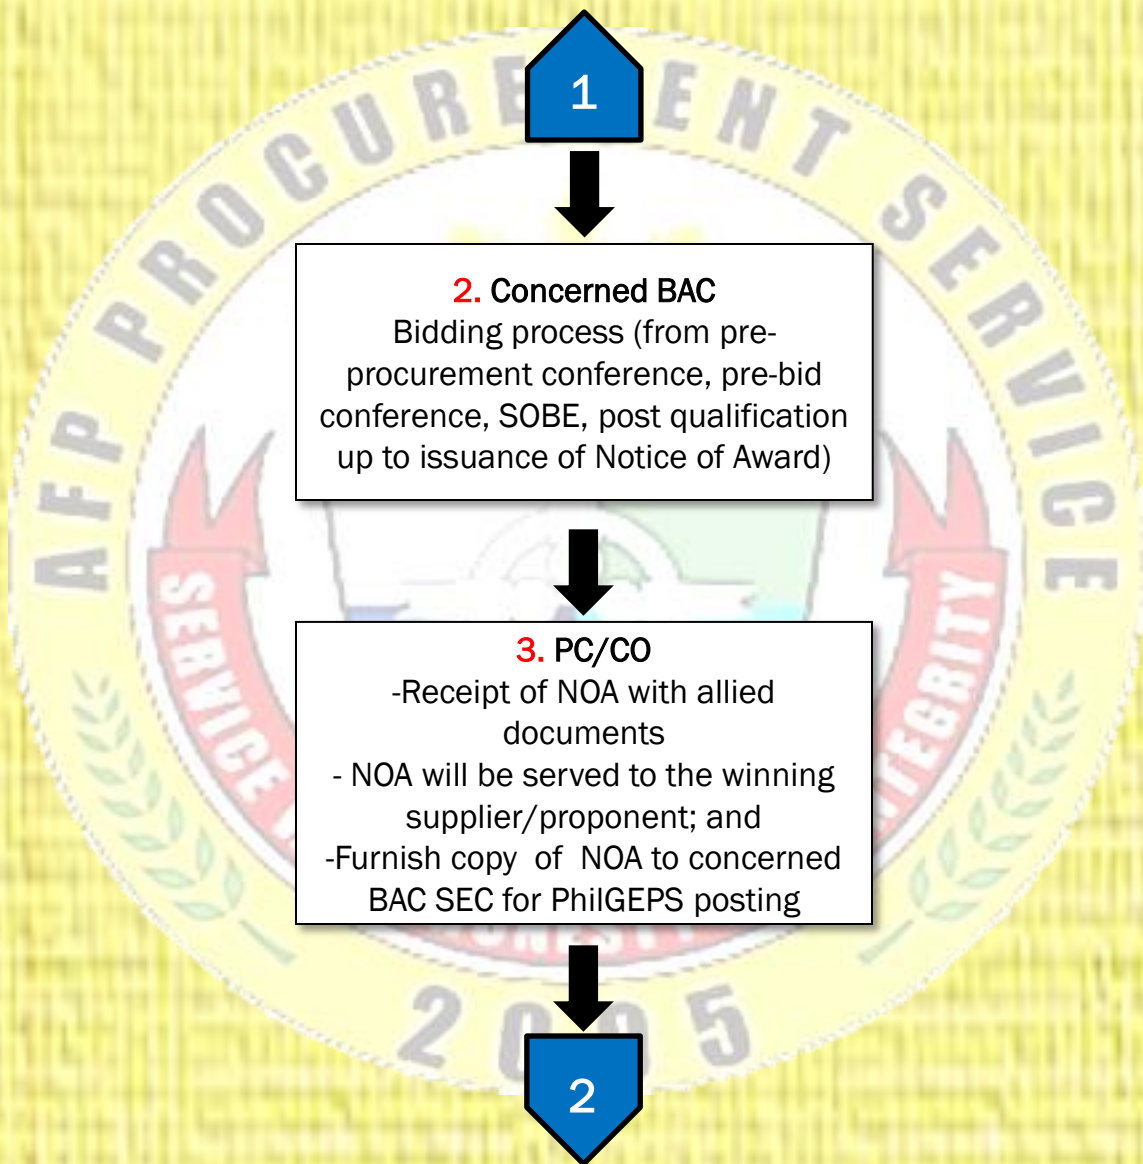 1
AFP PROCUREMENT SERVICE
2. Concerned BAC
Bidding process (from pre-
procurement conference, pre-bid
conference, SOBE, post qualification
up to issuance of Notice of Award)
3. PC/CO
-Receipt of NOA with allied
documents
- NOA will be served to the winning
supplier/proponent; and
-Furnish copy of NOA to concerned
BAC SEC for PhilGEPS posting
SERVICE
INTEGRITY
2